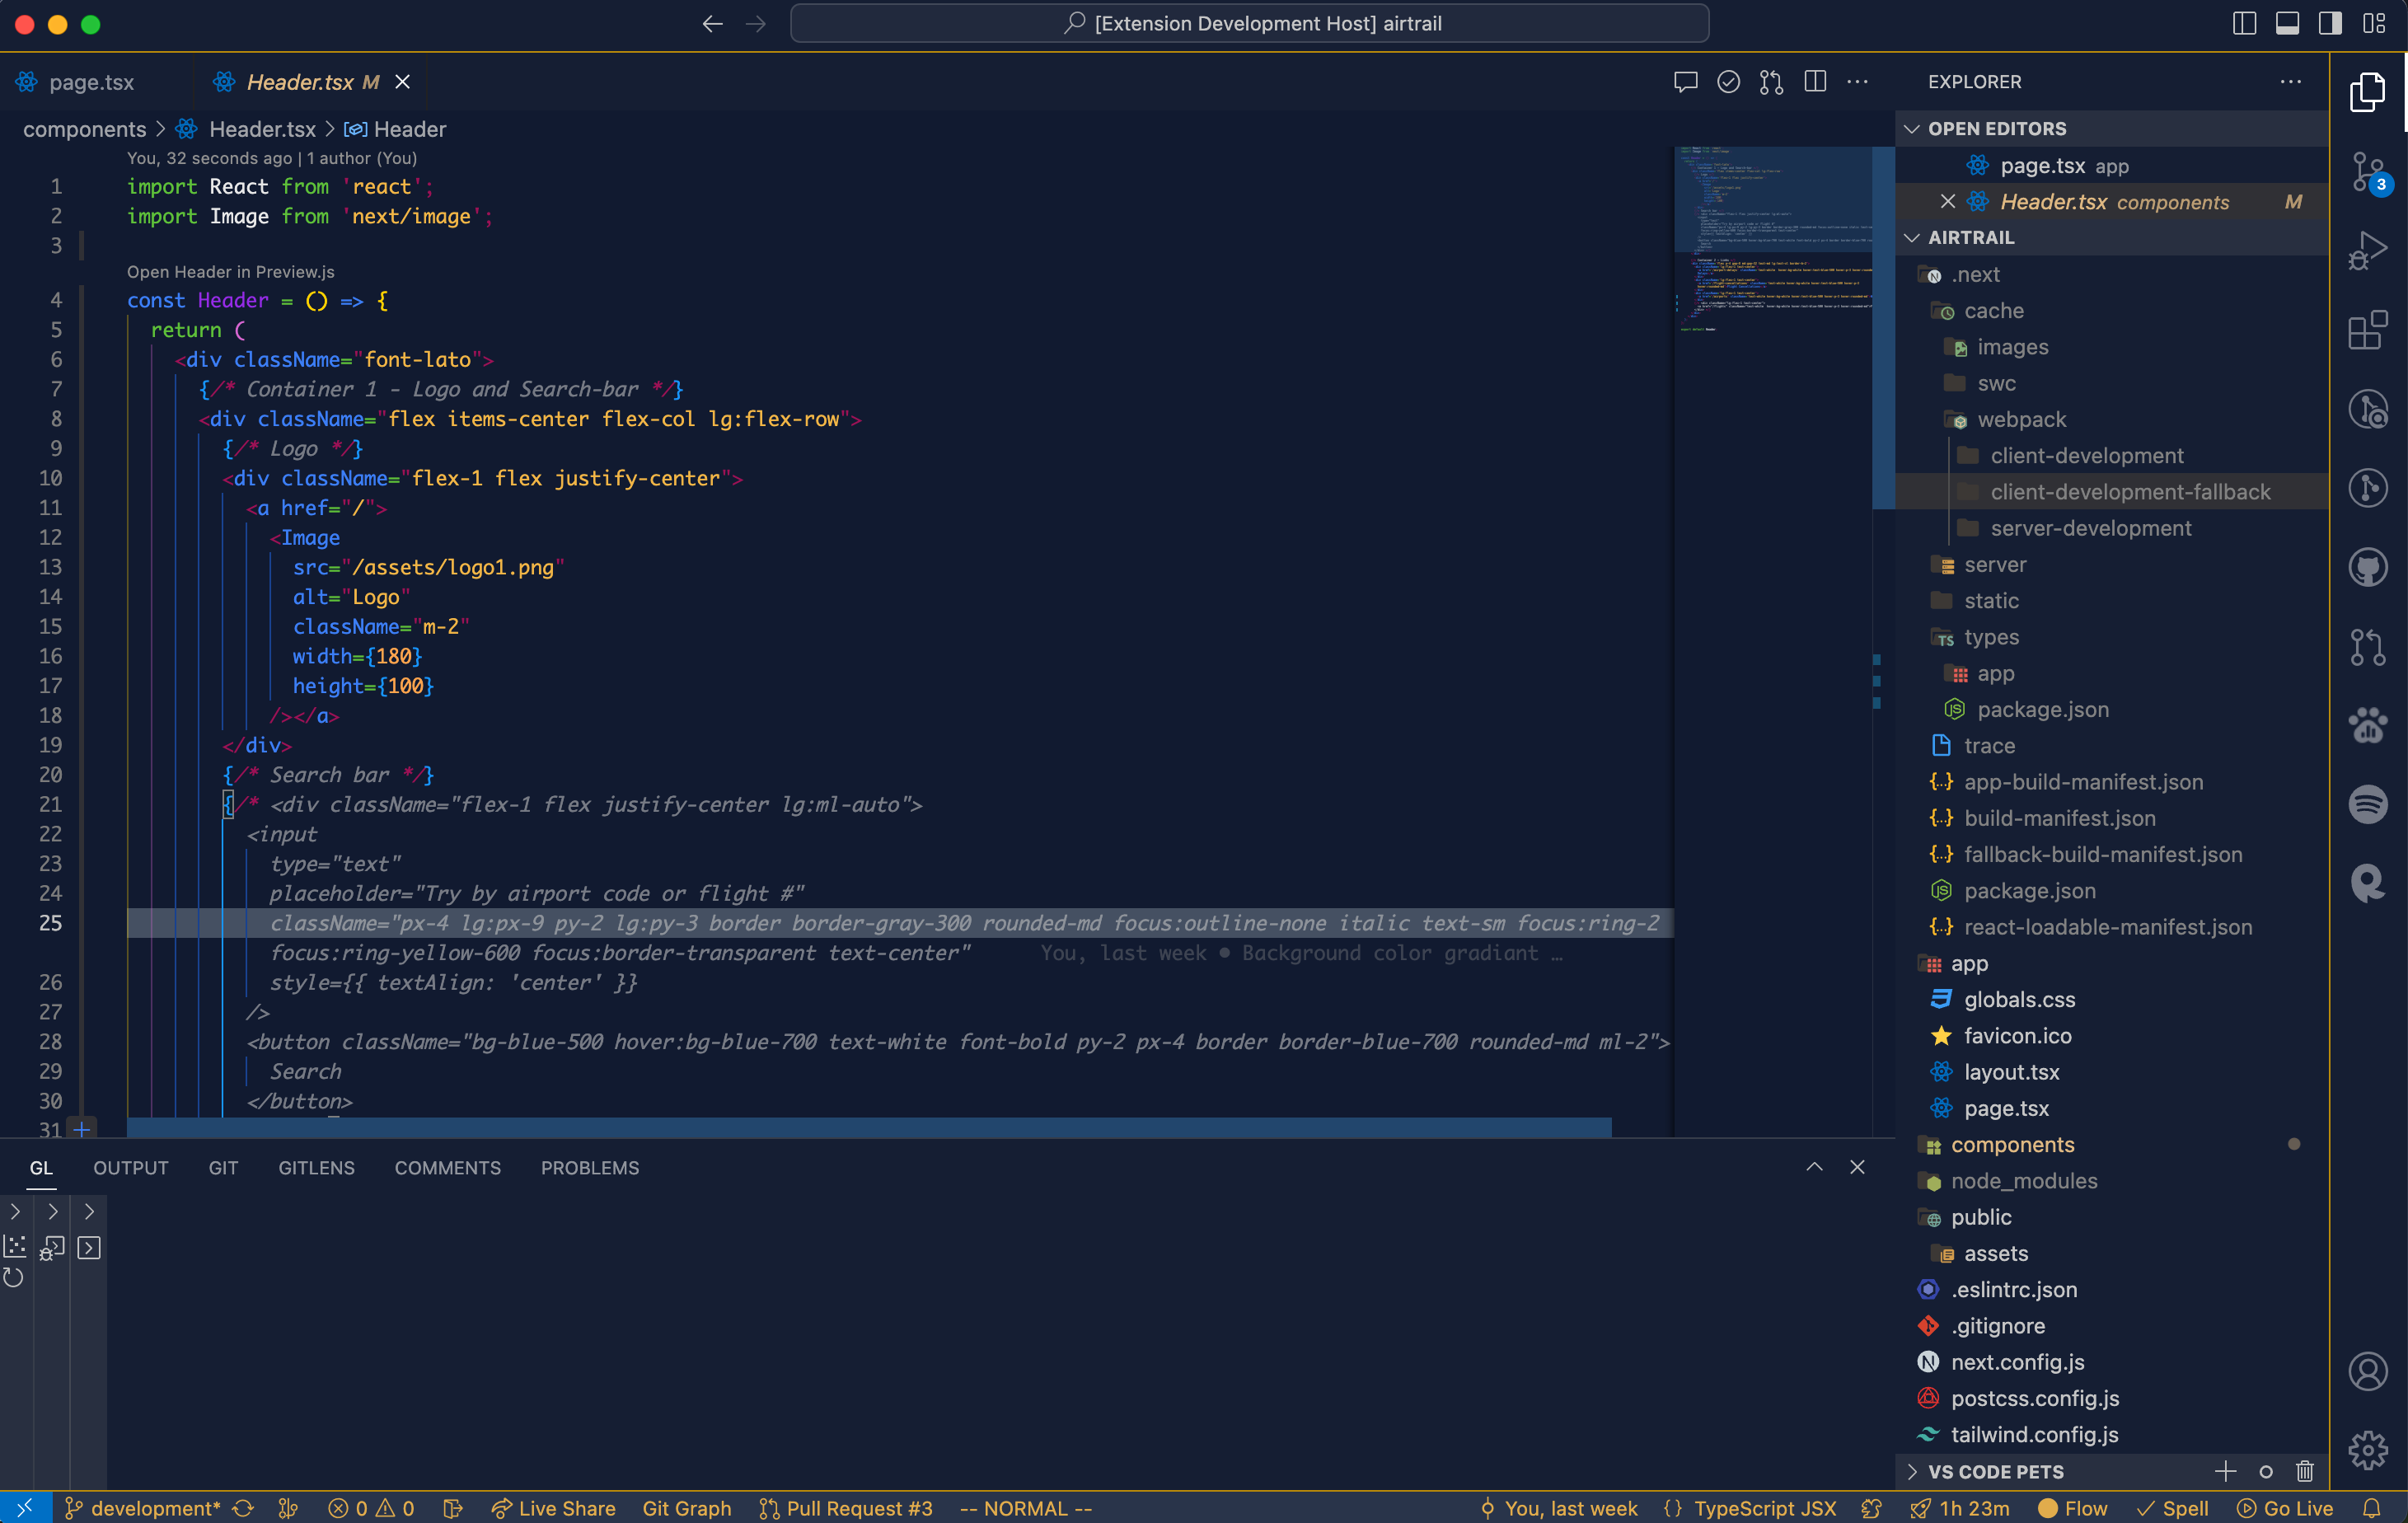 [Extension Development Host] airtrail
page.tsx
Header.tsx M
components > Header.tsx > Header
You, 32 seconds ago | 1 author (You)
1 import React from 'react';
2 import Image from 'next/image';
3
Open Header in Preview.js
4 const Header = () => {
5 return (
6 <div className="font-lato">
7 {/* Container 1 - Logo and Search-bar */}
8 <div className="flex items-center flex-col lg:flex-row">
9 {/* Logo */}
10 <div className="flex-1 flex justify-center">
11 <a href="/">
12 <Image
13 src="/assets/logo1.png"
14 alt="Logo"
15 className="m-2"
16 width={180}
17 height={100}
18 /></a>
19 </div>
20 {/* Search bar */}
21 {/* <div className="flex-1 flex justify-center lg:ml-auto">
22 <input
23 type="text"
24 placeholder="Try by airport code or flight #"
25 className="px-4 lg:px-9 py-2 lg:py-3 border border-gray-300 rounded-md focus:outline-none italic text-sm focus:ring-2
focus:ring-yellow-600 focus:border-transparent text-center" You, last week • Background color gradiant …
26 style={{ textAlign: 'center' }}
27 />
28 <button className="bg-blue-500 hover:bg-blue-700 text-white font-bold py-2 px-4 border border-blue-700 rounded-md ml-2">
29 Search
30 </button>
31
GL OUTPUT GIT GITLENS COMMENTS PROBLEMS
EXPLORER
OPEN EDITORS
page.tsx app
Header.tsx components M
AIRTRAIL
.next
cache
images
swc
webpack
client-development
client-development-fallback
server-development
server
static
types
app
package.json
trace
app-build-manifest.json
build-manifest.json
fallback-build-manifest.json
package.json
react-loadable-manifest.json
app
globals.css
favicon.ico
layout.tsx
page.tsx
components
node_modules
public
assets
.eslintrc.json
.gitignore
next.config.js
postcss.config.js
tailwind.config.js
VS CODE PETS
3
development* 0 0 Live Share Git Graph Pull Request #3 -- NORMAL -- You, last week {} TypeScript JSX 1h 23m Flow Spell Go Live